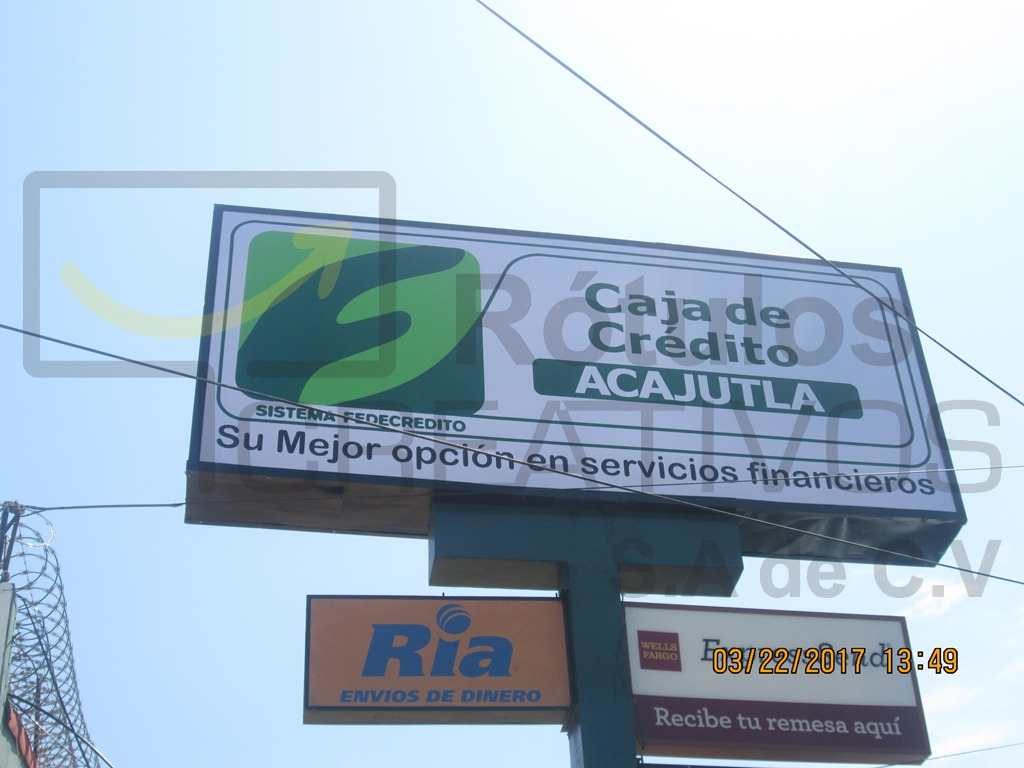 Caja de
Crédito
ACAJUTLA
SISTEMA FEDECREDITO
Su Mejor opción en servicios financieros
Rótulos
CREATIVOS
S.A de C.V
Ria
ENVIOS DE DINERO
WELLS
FARGO
ExpressSend
03/22/2017 13:49
Recibe tu remesa aquí